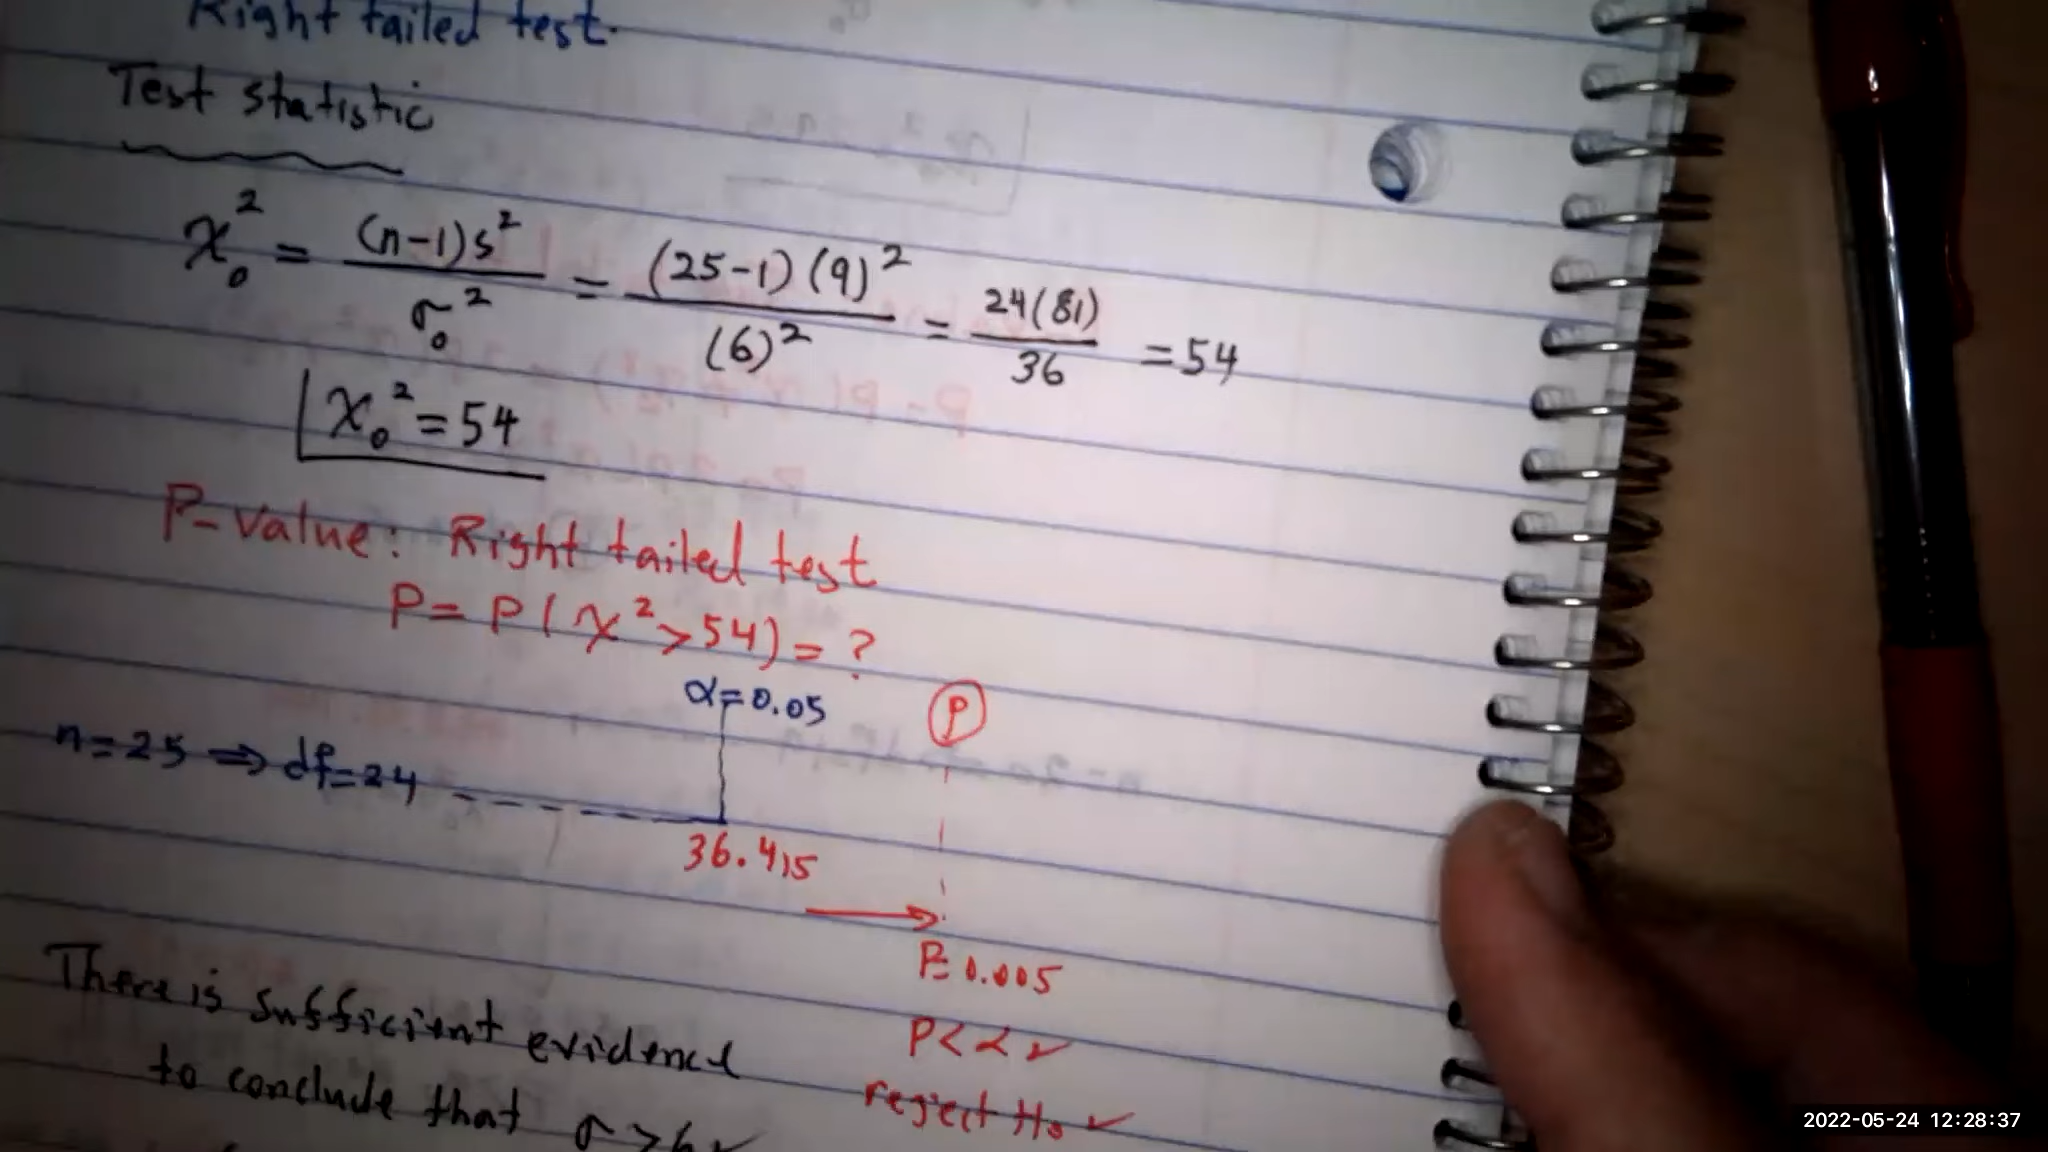 Right tailed test.
Test statistic
χ₀² = (n-1)s² / σ₀² = (25-1)(9)² / (6)² = 24(81) / 36 = 54
χ₀² = 54
P-value: Right tailed test
P = P(χ² > 54) = ?
α = 0.05 P
n = 25 ⇒ df = 24
36.415
P= 0.005
There is sufficient evidence
P < α ✓
to conclude that σ > 6 ✓
reject H₀ ✓
2022-05-24 12:28:37